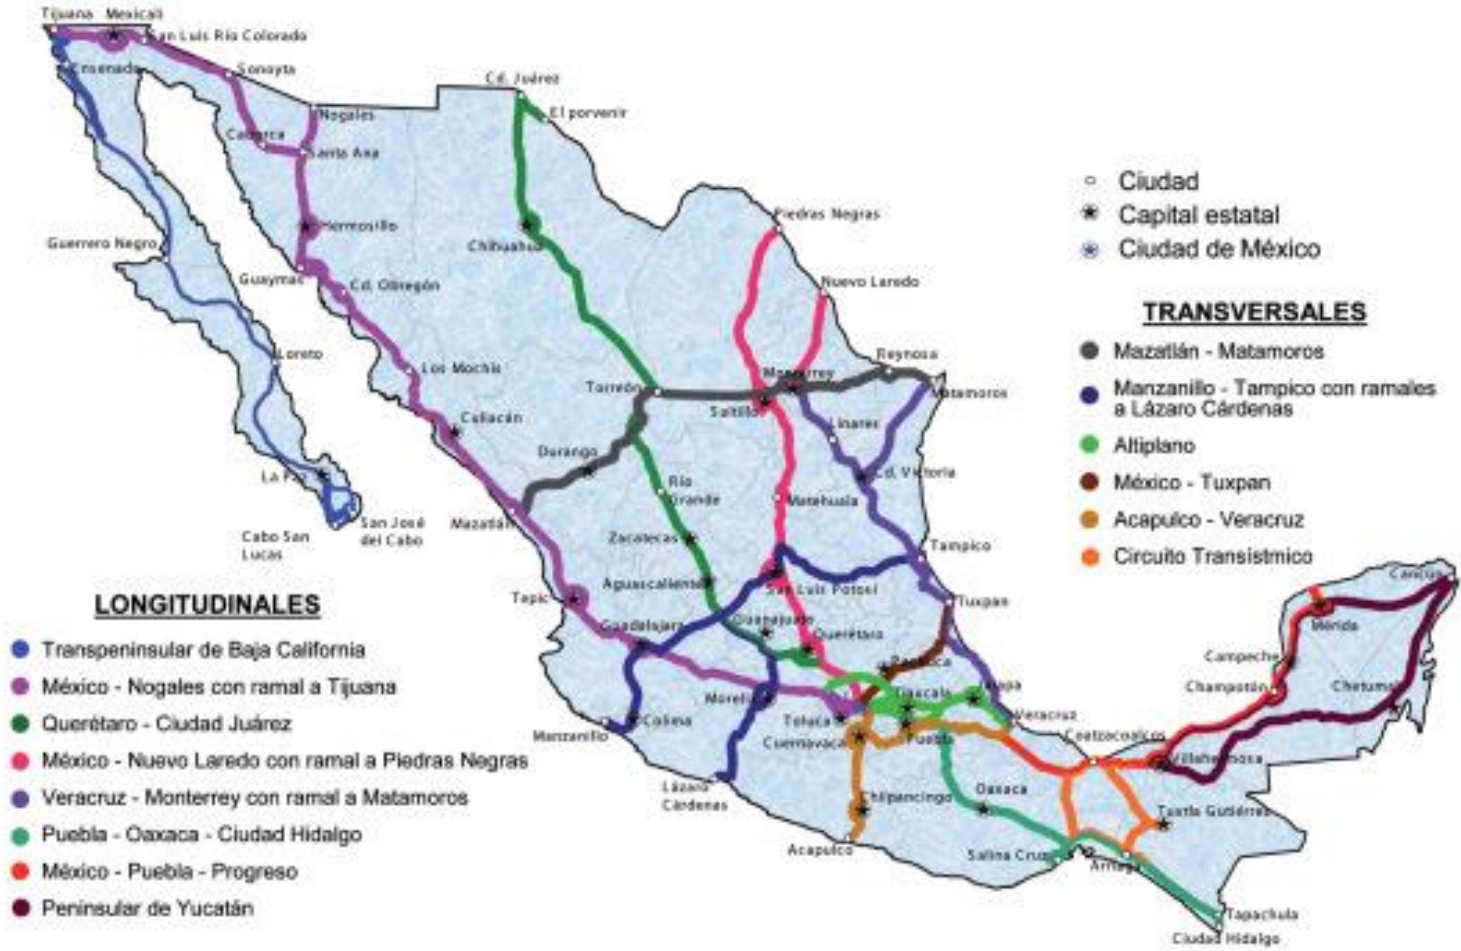 Tijuana Mexicali
San Luis Río Colorado
Ensenada
Sonoyta
Cd. Juárez
El porvenir
Nogales
Caborca
Santa Ana
Ciudad
Capital estatal
Ciudad de México
Piedras Negras
Hermosillo
Chihuahua
Guerrero Negro
Guaymas
Cd. Obregón
Nuevo Laredo
TRANSVERSALES
Mazatlán - Matamoros
Manzanillo - Tampico con ramales
a Lázaro Cárdenas
Altiplano
México - Tuxpan
Acapulco - Veracruz
Circuito Transístmico
Loreto
Los Mochis
Reynosa
Monterrey
Torreón
Saltillo
Matamoros
Culiacán
Linares
Durango
Cd. Victoria
La Paz
Río
Grande
Matehuala
Mazatlán
San José
del Cabo
Cabo San
Lucas
Zacatecas
Tampico
Aguascalientes
San Luis Potosí
Tepic
Tuxpan
Guadalajara
Guanajuato
Querétaro
Cancun
Mérida
Campeche
Champotón
Chetumal
Pachuca
Tlaxcala
Jalapa
Morelia
Toluca
Colima
Manzanillo
Cuernavaca
Puebla
Veracruz
Coatzacoalcos
Villahermosa
Lázaro
Cárdenas
Chilpancingo
Oaxaca
Tuxtla Gutiérrez
Acapulco
Salina Cruz
Arriaga
Tapachula
Ciudad Hidalgo
LONGITUDINALES
Transpeninsular de Baja California
México - Nogales con ramal a Tijuana
Querétaro - Ciudad Juárez
México - Nuevo Laredo con ramal a Piedras Negras
Veracruz - Monterrey con ramal a Matamoros
Puebla - Oaxaca - Ciudad Hidalgo
México - Puebla - Progreso
Peninsular de Yucatán